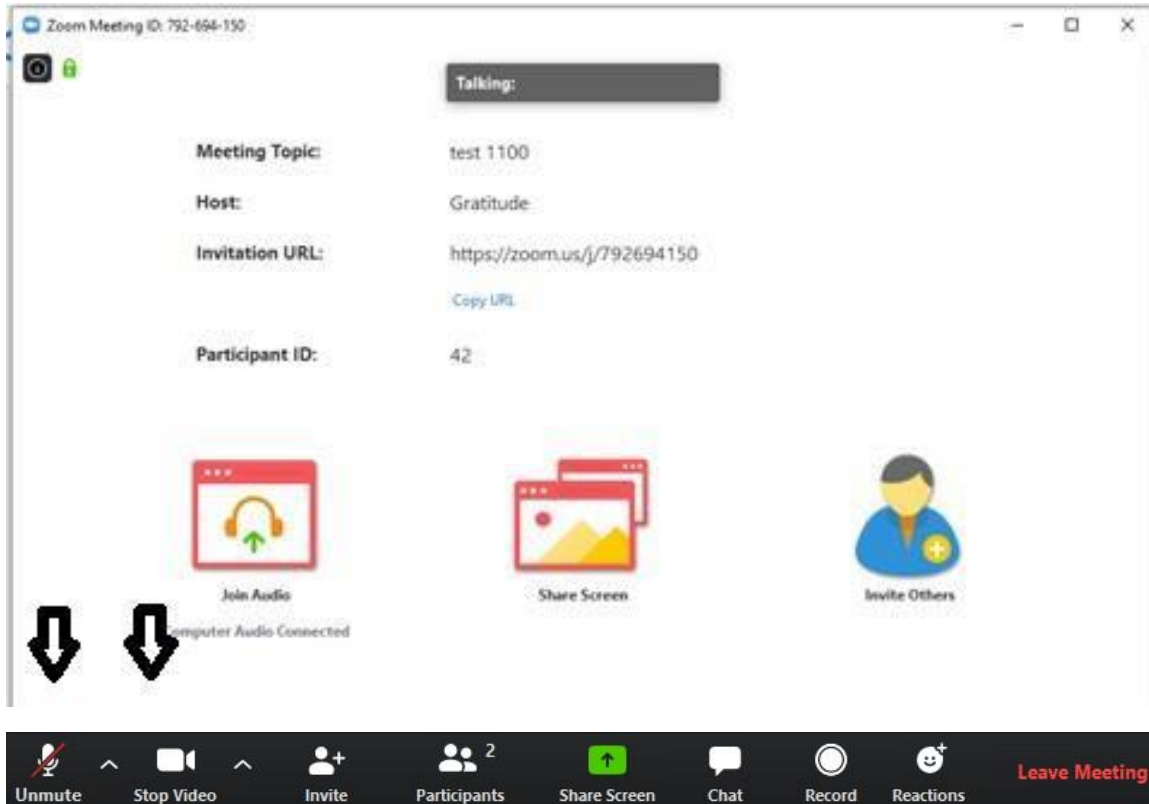 Zoom Meeting ID: 792-694-150
Talking:
Meeting Topic: test 1100
Host: Gratitude
Invitation URL: https://zoom.us/j/792694150
Copy URL
Participant ID: 42
Join Audio Share Screen Invite Others
Computer Audio Connected
2
Unmute Stop Video Invite Participants Share Screen Chat Record Reactions Leave Meeting